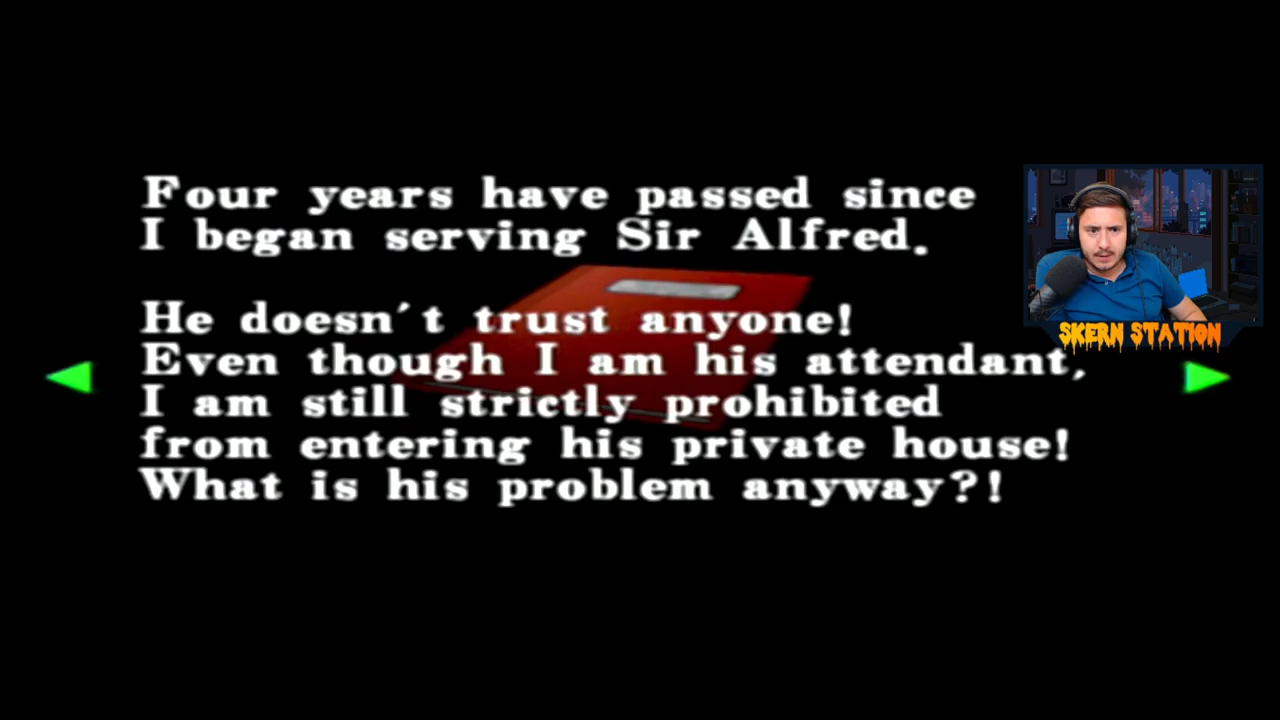 Four years have passed since
I began serving Sir Alfred.
He doesn't trust anyone!
Even though I am his attendant,
I am still strictly prohibited
from entering his private house!
What is his problem anyway?!
SKERN STATION